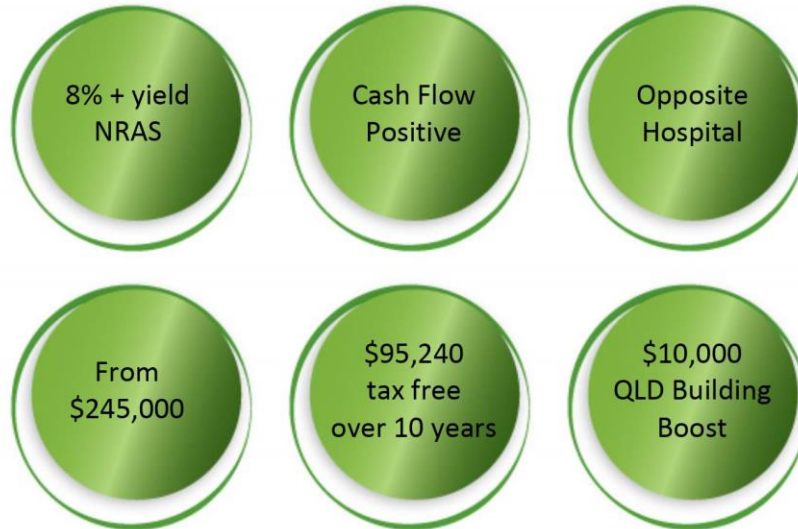 8% + yield
NRAS
Cash Flow
Positive
Opposite
Hospital
From
$245,000
$95,240
tax free
over 10 years
$10,000
QLD Building
Boost